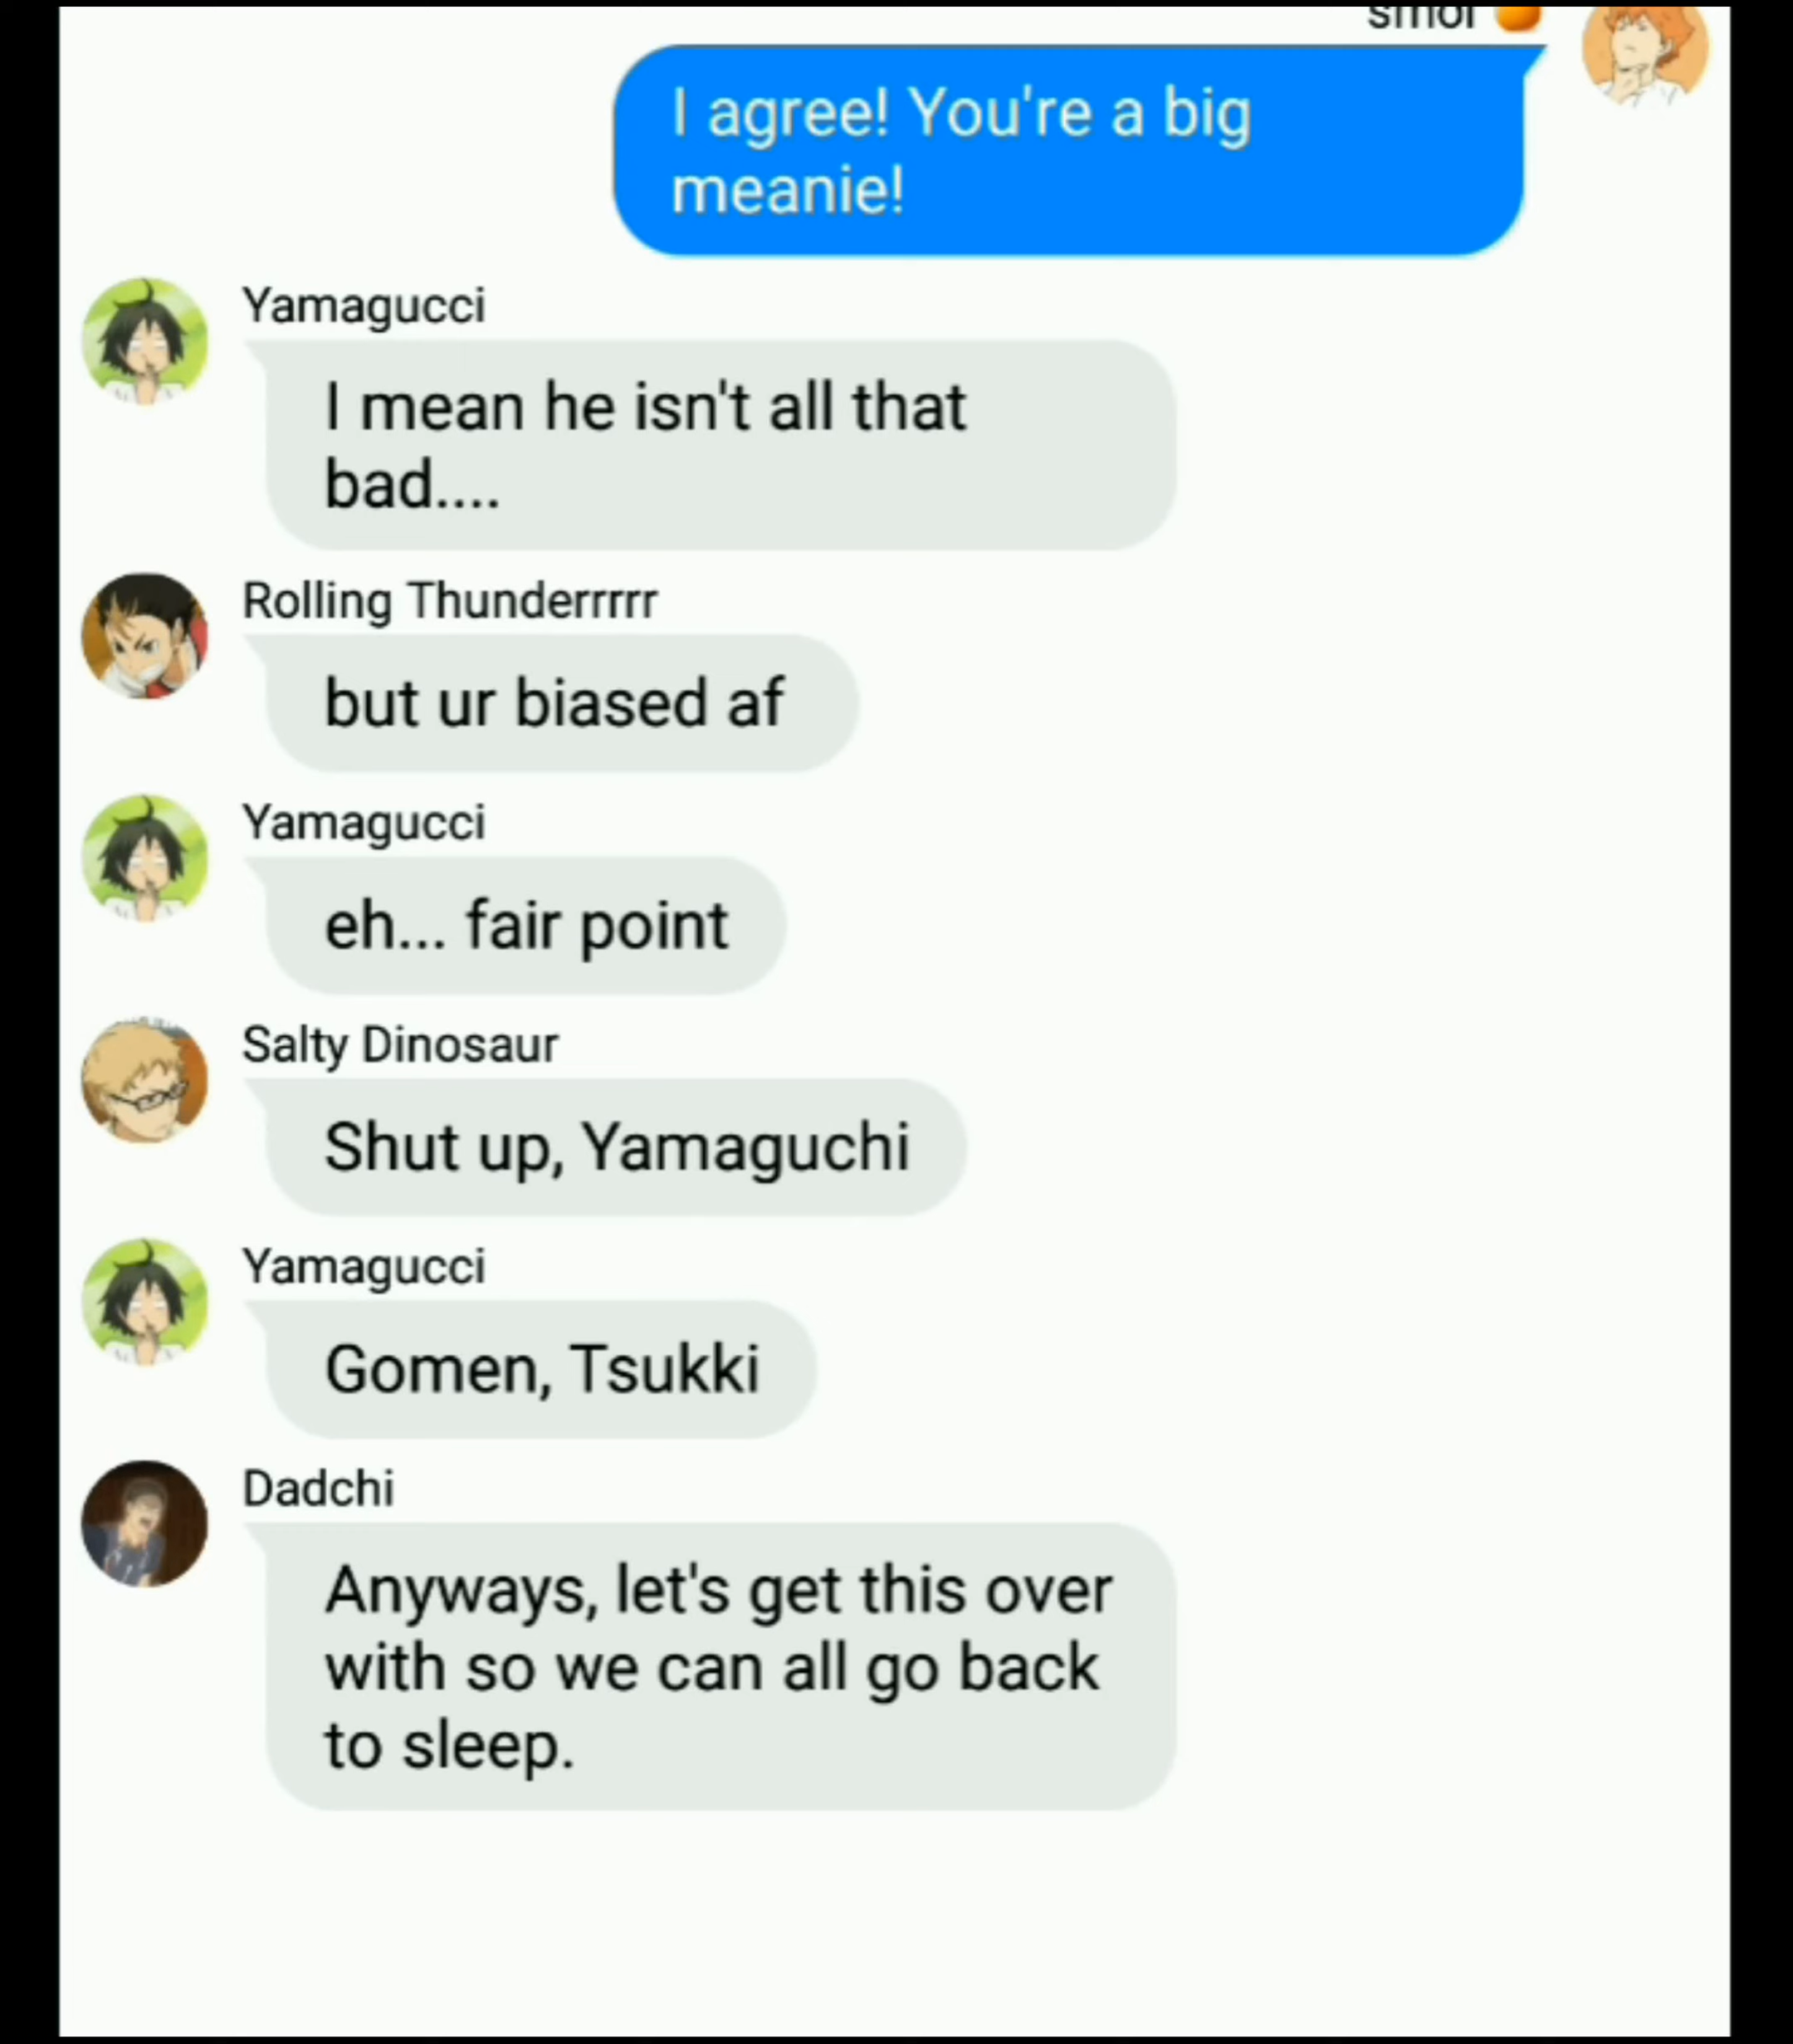 smol 🍊
I agree! You're a big
meanie!
Yamagucci
I mean he isn't all that
bad....
Rolling Thunderrrrr
but ur biased af
Yamagucci
eh... fair point
Salty Dinosaur
Shut up, Yamaguchi
Yamagucci
Gomen, Tsukki
Dadchi
Anyways, let's get this over
with so we can all go back
to sleep.